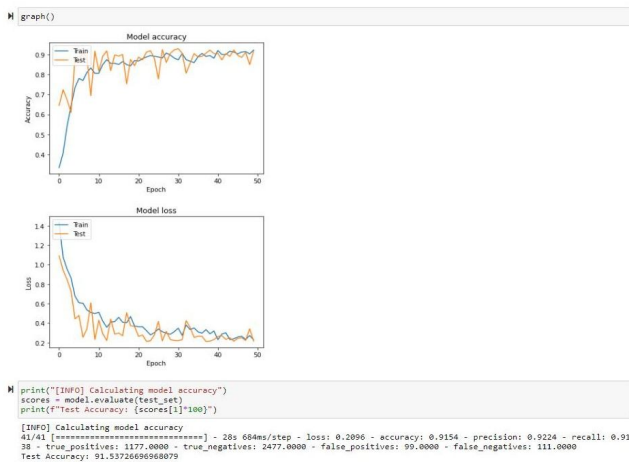 graph()
Model accuracy
Train
Test
0.9
0.8
0.7
0.6
0.5
0.4
Accuracy
0 10 20 30 40 50
Epoch
Model loss
Train
Test
1.4
1.2
1.0
0.8
0.6
0.4
0.2
Loss
0 10 20 30 40 50
Epoch
print("[INFO] Calculating model accuracy")
scores = model.evaluate(test_set)
print(f"Test Accuracy: {scores[1]*100}")
[INFO] Calculating model accuracy
41/41 [==============================] - 28s 684ms/step - loss: 0.2096 - accuracy: 0.9154 - precision: 0.9224 - recall: 0.91
38 - true_positives: 1177.0000 - true_negatives: 2477.0000 - false_positives: 99.0000 - false_negatives: 111.0000
Test Accuracy: 91.53726696968079